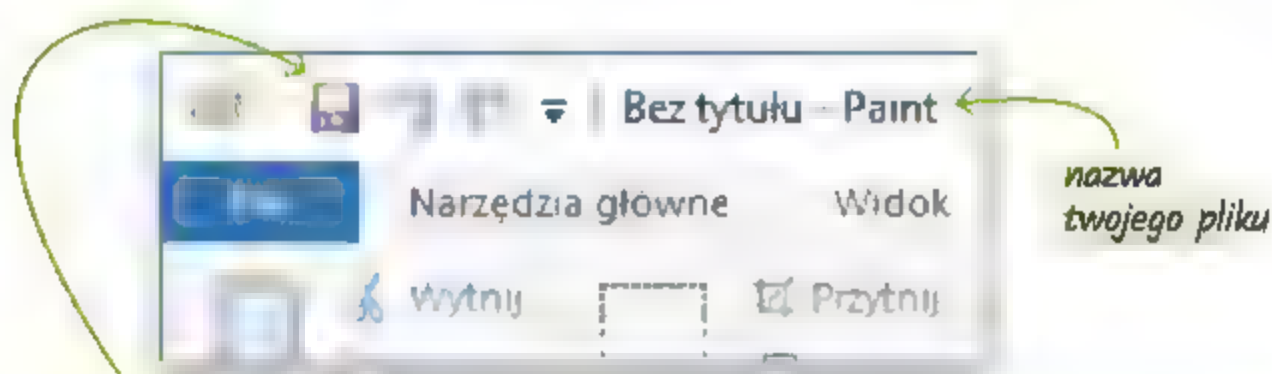 Bez tytułu - Paint
nazwa
twojego pliku
Narzędzia główne Widok
Wytnij Przytnij